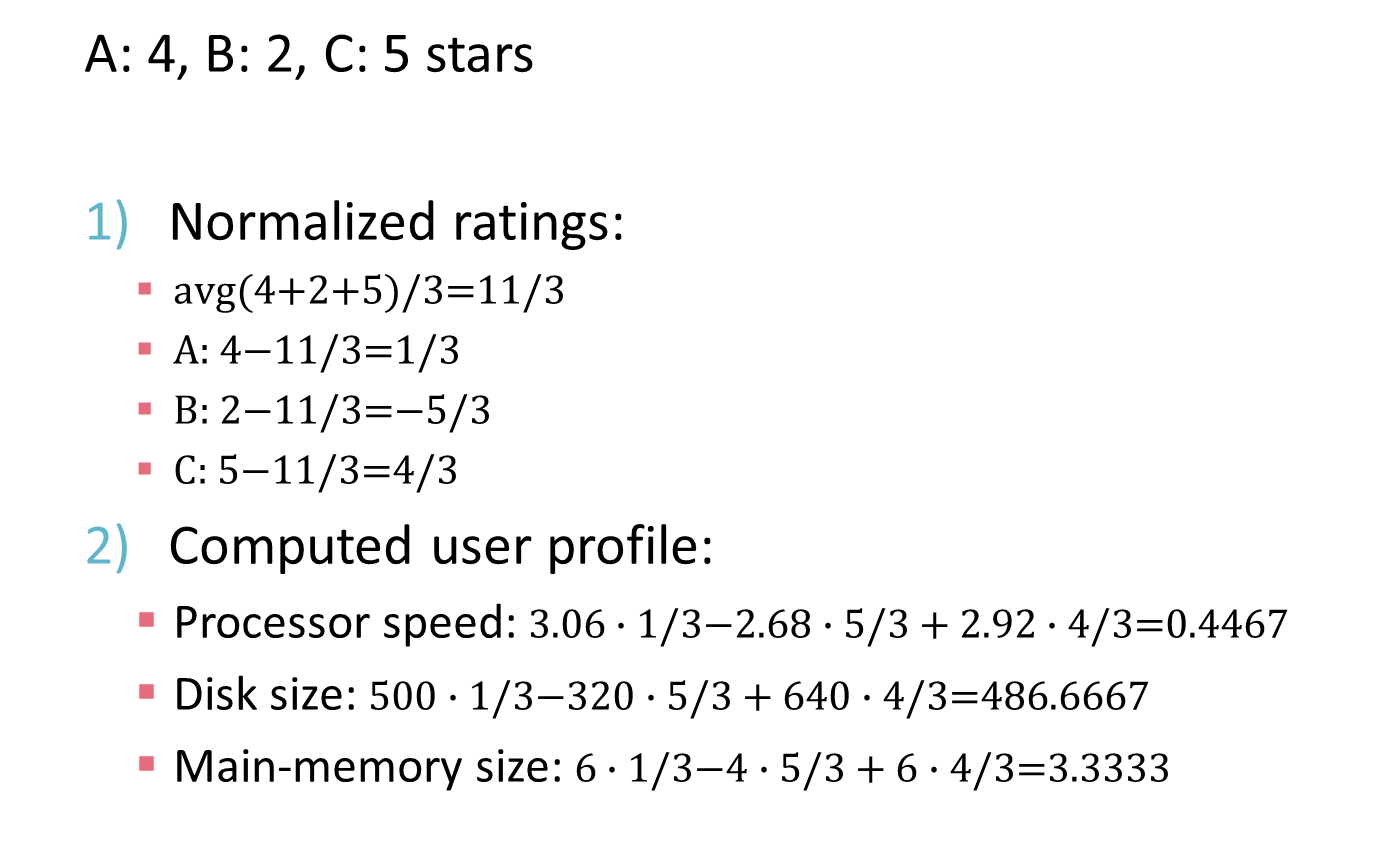 A: 4, B: 2, C: 5 stars
1) Normalized ratings:
▪ avg(4+2+5)/3=11/3
▪ A: 4−11/3=1/3
▪ B: 2−11/3=−5/3
▪ C: 5−11/3=4/3
2) Computed user profile:
▪ Processor speed: 3.06 · 1/3−2.68 · 5/3 + 2.92 · 4/3=0.4467
▪ Disk size: 500 · 1/3−320 · 5/3 + 640 · 4/3=486.6667
▪ Main-memory size: 6 · 1/3−4 · 5/3 + 6 · 4/3=3.3333